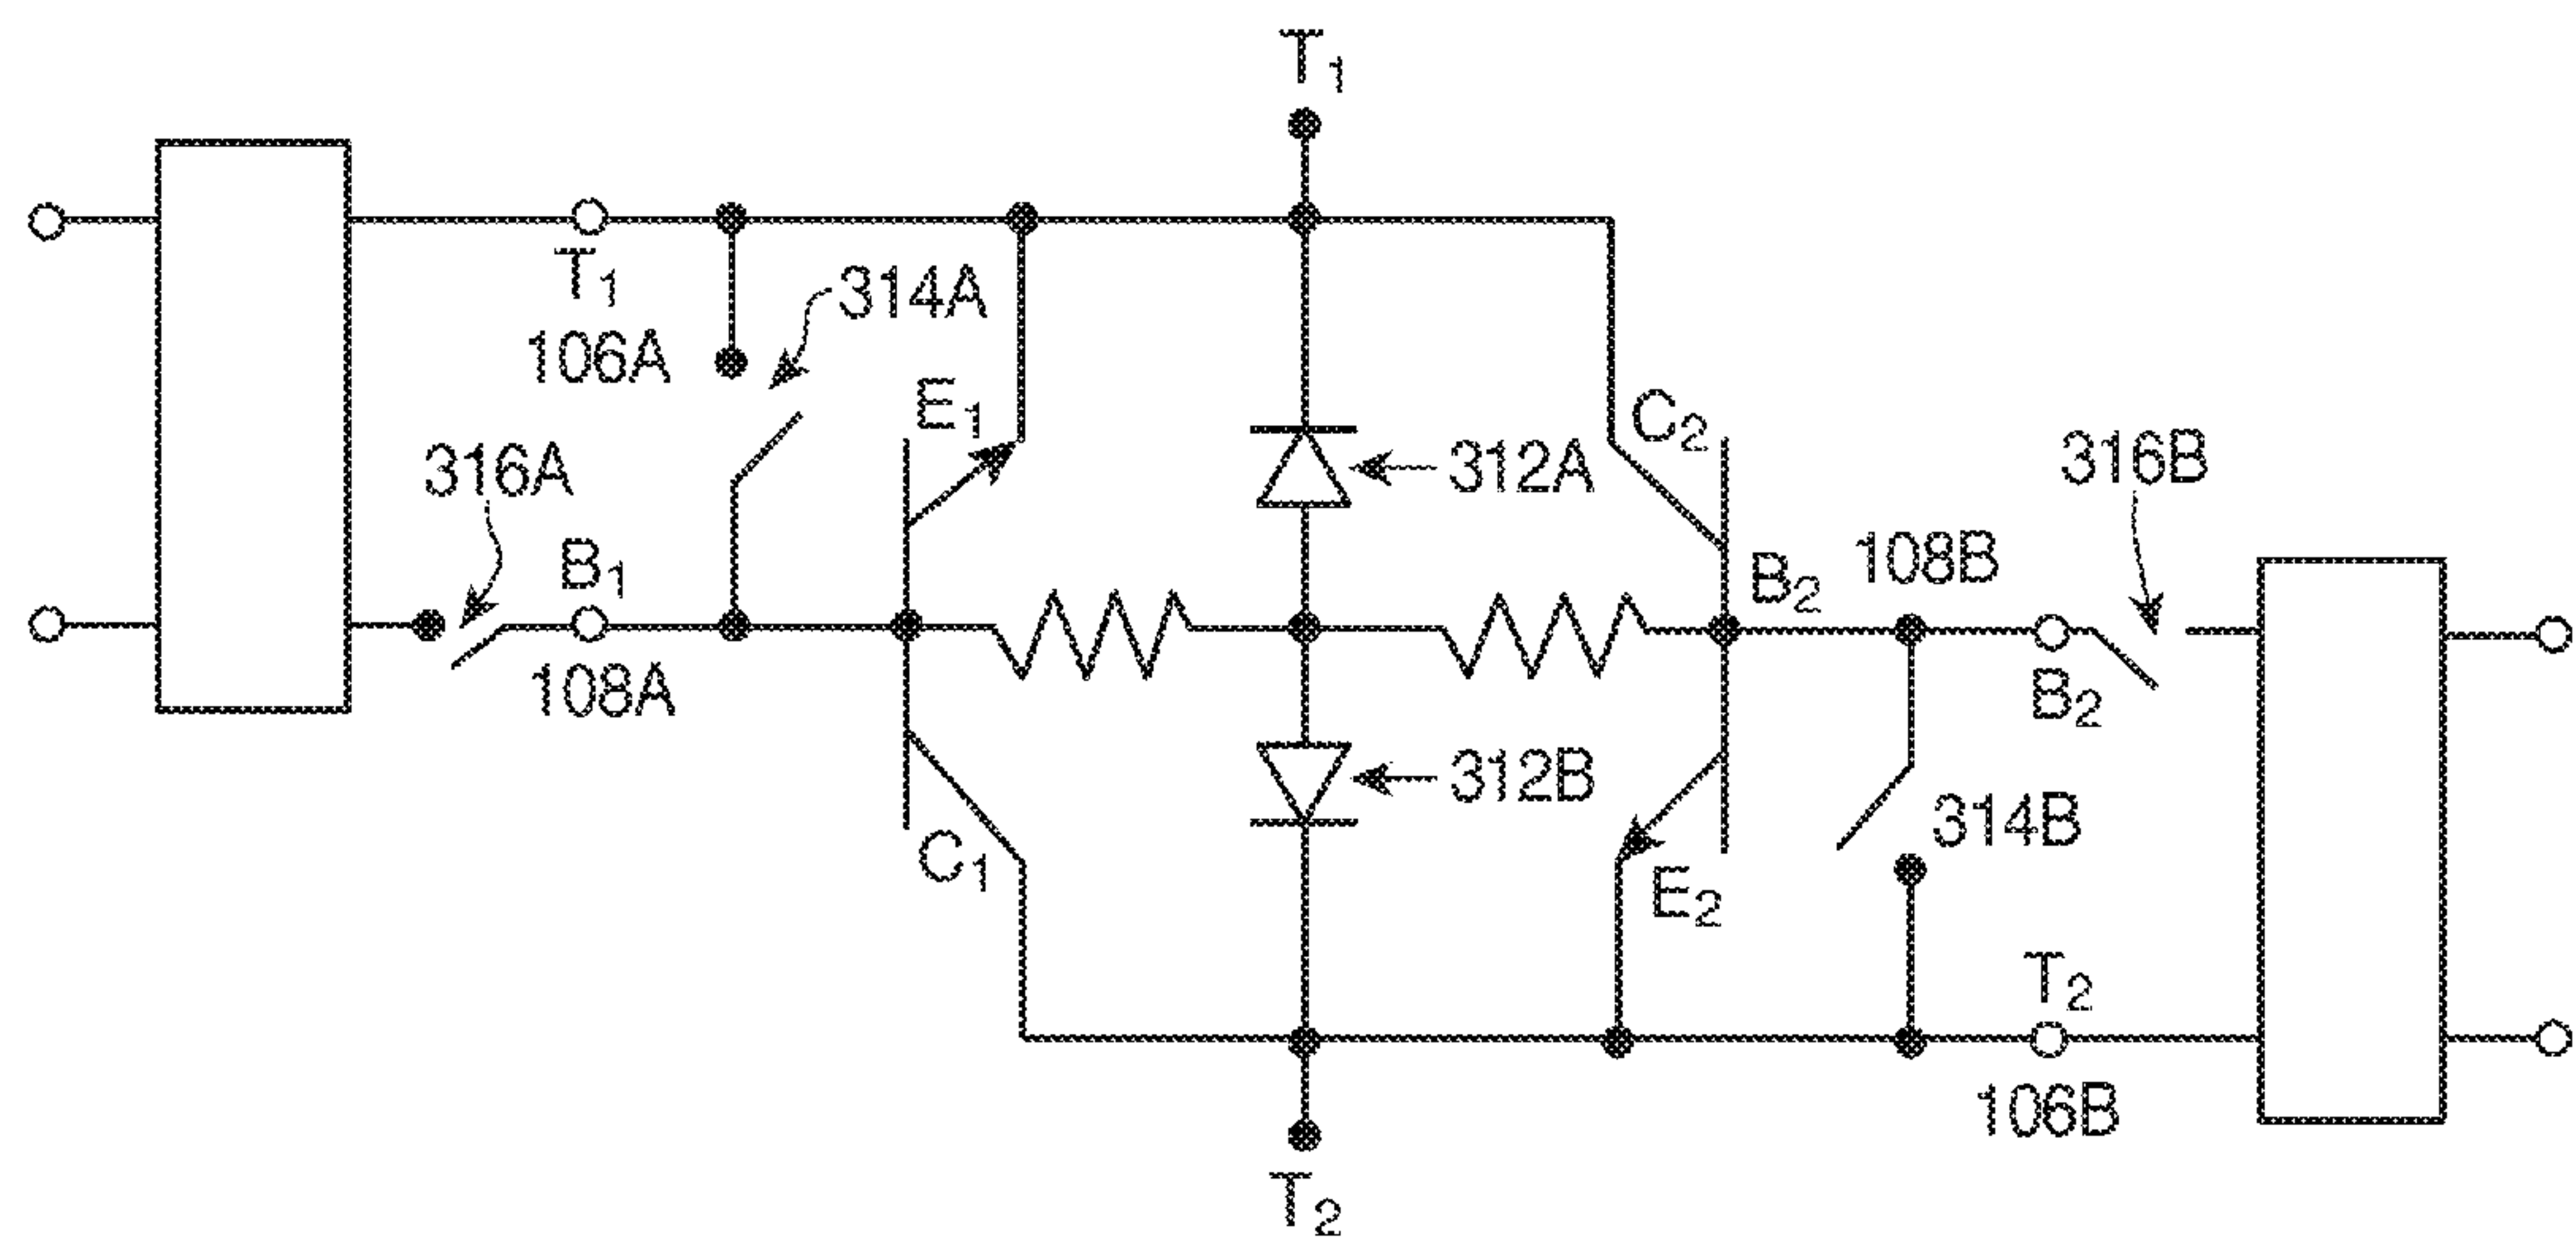 T₁
T₁
314A
106A
E₁
C₂
316A
312A
316B
B₁
108B
B₂
108A
B₂
312B
314B
C₁
E₂
T₂
106B
T₂